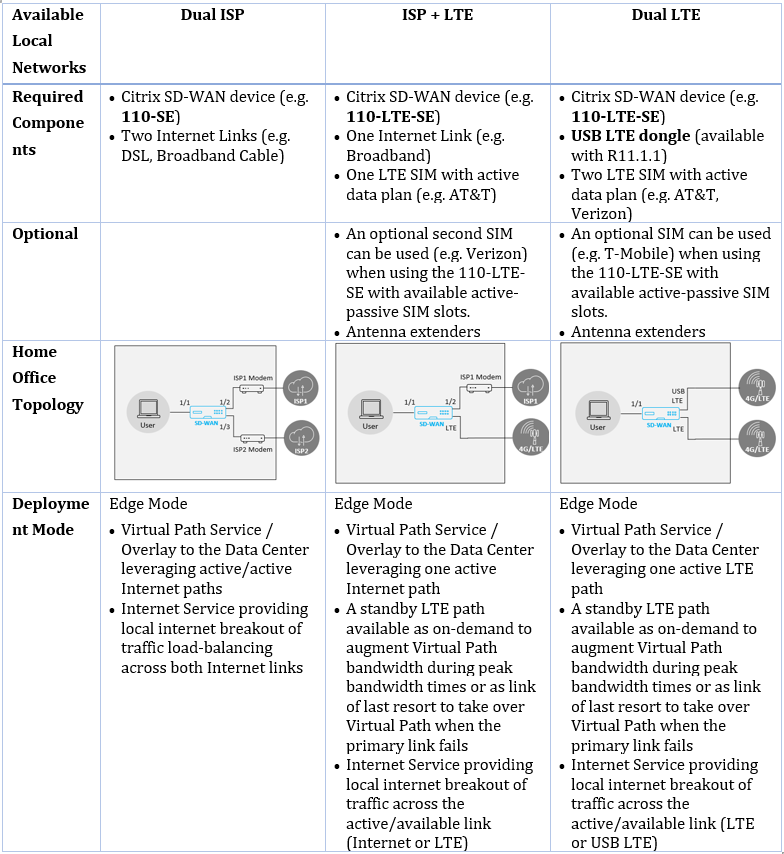 Available
Local
Networks
Dual ISP
ISP + LTE
Dual LTE
Required
Compone
nts
• Citrix SD-WAN device (e.g.
110-SE)
• Two Internet Links (e.g.
DSL, Broadband Cable)
• Citrix SD-WAN device (e.g.
110-LTE-SE)
• One Internet Link (e.g.
Broadband)
• One LTE SIM with active
data plan (e.g. AT&T)
• Citrix SD-WAN device (e.g.
110-LTE-SE)
• USB LTE dongle (available
with R11.1.1)
• Two LTE SIM with active
data plan (e.g. AT&T,
Verizon)
Optional
• An optional second SIM
can be used (e.g. Verizon)
when using the 110-LTE-
SE with available active-
passive SIM slots.
• Antenna extenders
• An optional SIM can be used
(e.g. T-Mobile) when using
the 110-LTE-SE with
available active-passive SIM
slots.
• Antenna extenders
Home
Office
Topology
User
1/1
SD-WAN
1/2
1/3
ISP1 Modem
ISP2 Modem
ISP1
ISP2
User
1/1
SD-WAN
1/2
LTE
ISP1 Modem
ISP1
4G/LTE
User
1/1
SD-WAN
USB
LTE
LTE
4G/LTE
4G/LTE
Deployme
nt Mode
Edge Mode
• Virtual Path Service /
Overlay to the Data Center
leveraging active/active
Internet paths
• Internet Service providing
local internet breakout of
traffic load-balancing
across both Internet links
Edge Mode
• Virtual Path Service /
Overlay to the Data Center
leveraging one active
Internet path
• A standby LTE path
available as on-demand to
augment Virtual Path
bandwidth during peak
bandwidth times or as link
of last resort to take over
Virtual Path when the
primary link fails
• Internet Service providing
local internet breakout of
traffic across the
active/available link
(Internet or LTE)
Edge Mode
• Virtual Path Service /
Overlay to the Data Center
leveraging one active LTE
path
• A standby LTE path
available as on-demand to
augment Virtual Path
bandwidth during peak
bandwidth times or as link
of last resort to take over
Virtual Path when the
primary link fails
• Internet Service providing
local internet breakout of
traffic across the
active/available link (LTE
or USB LTE)